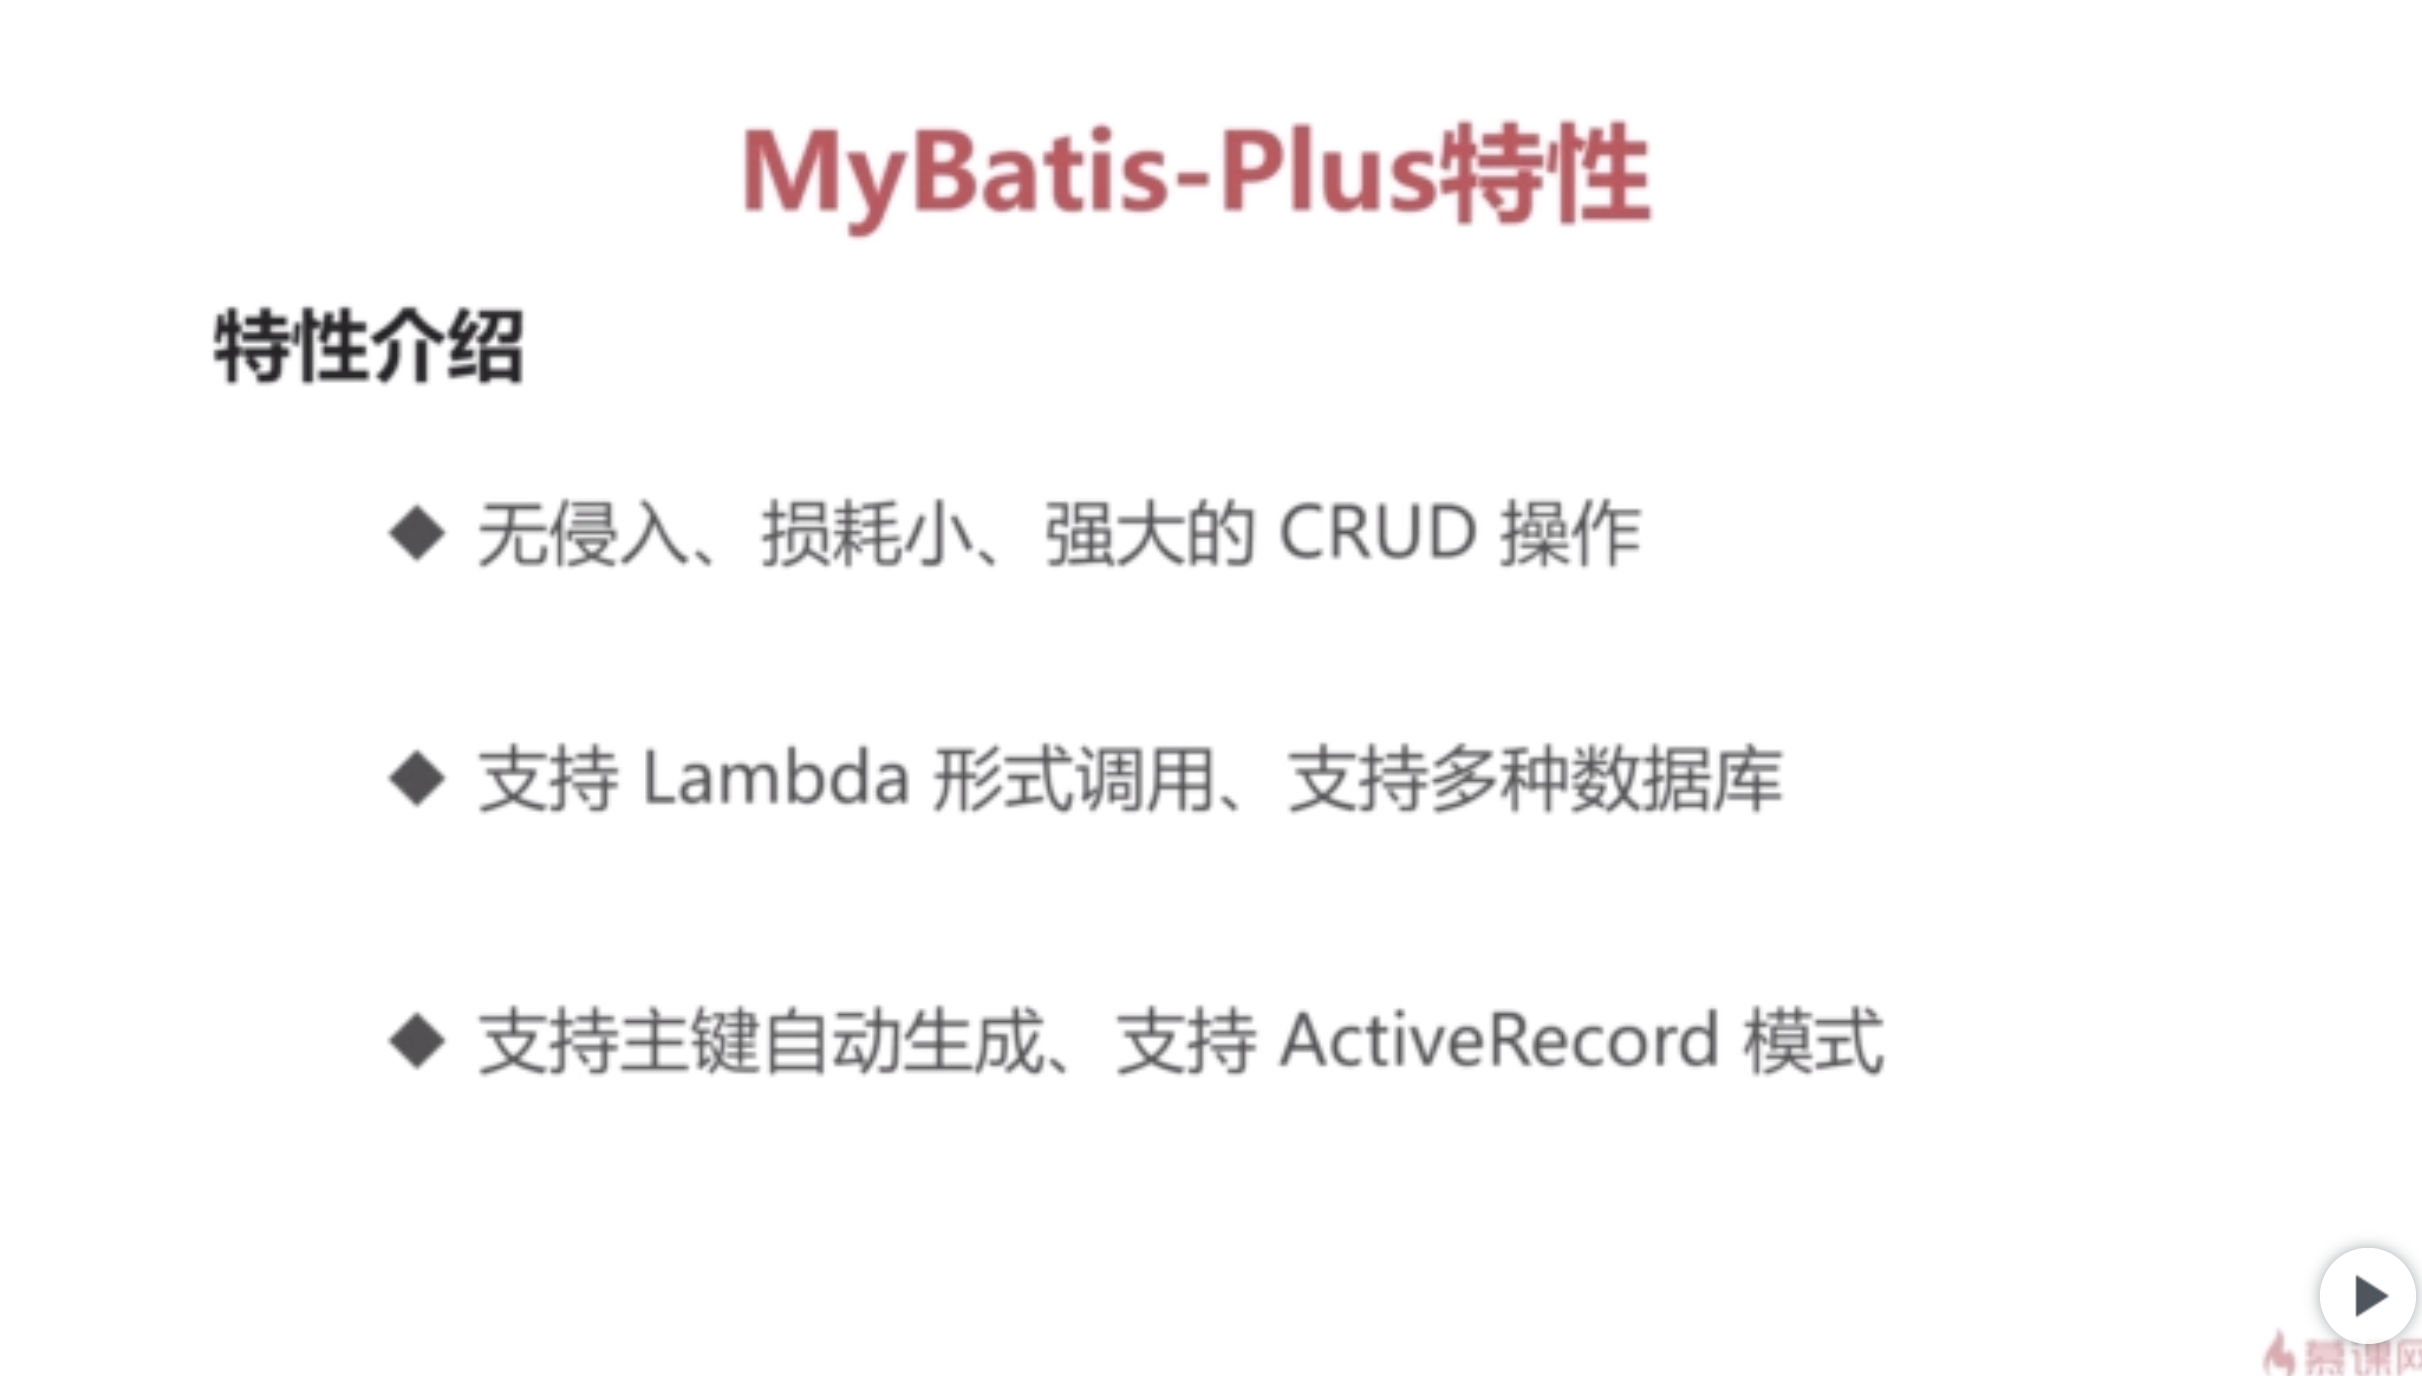 MyBatis-Plus特性
特性介绍
◆ 无侵入、损耗小、强大的 CRUD 操作
◆ 支持 Lambda 形式调用、支持多种数据库
◆ 支持主键自动生成、支持 ActiveRecord 模式
慕课网